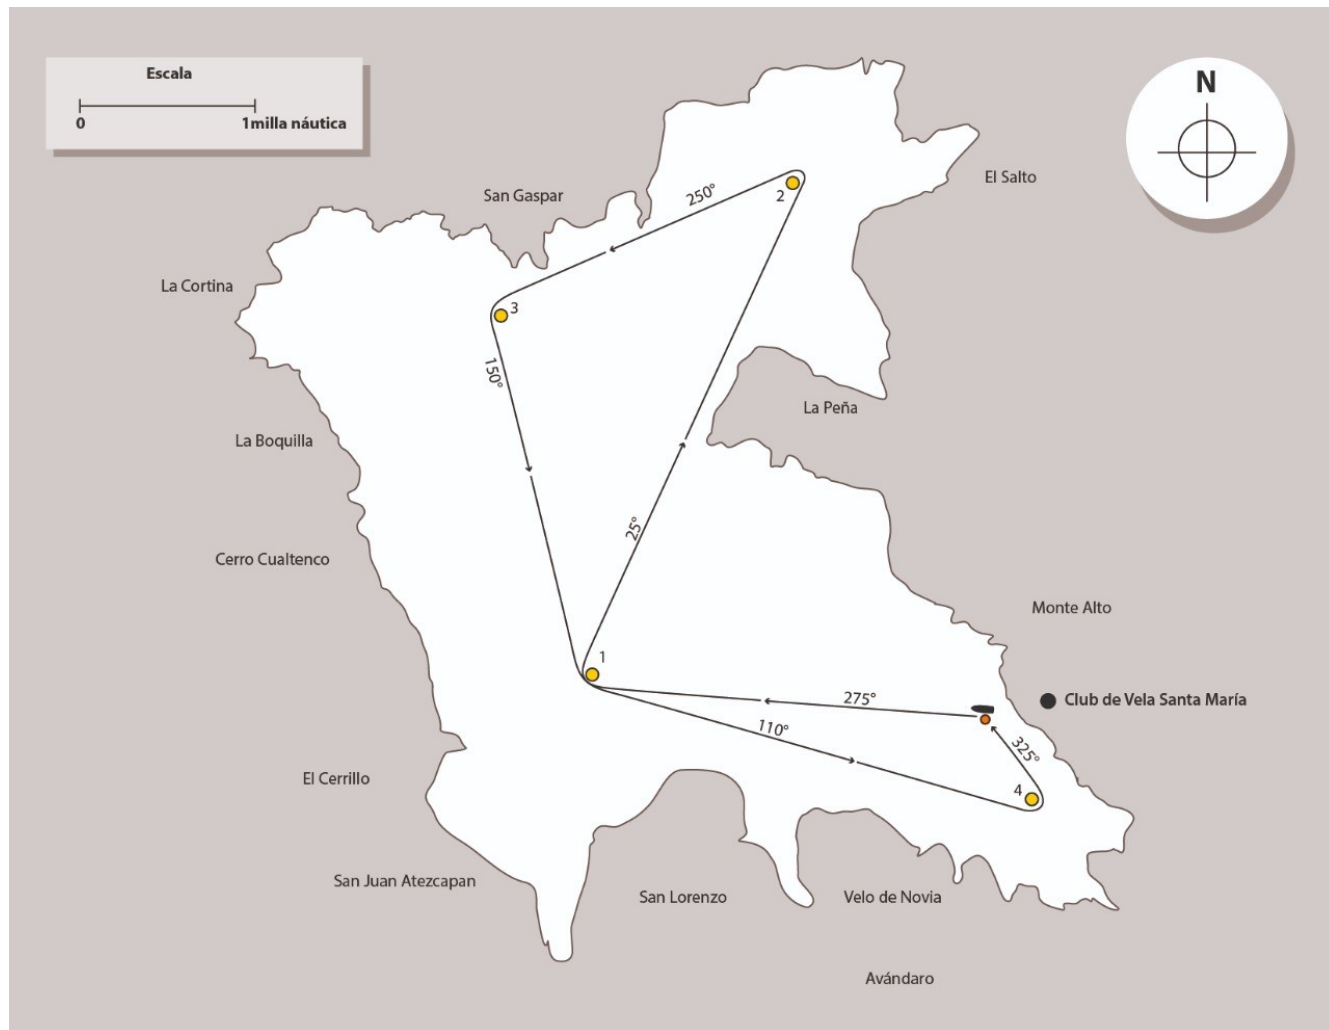 Escala
0
1milla náutica
N
El Salto
San Gaspar
250°
2
La Cortina
3
150°
La Peña
La Boquilla
25°
Cerro Cualtenco
Monte Alto
1
275°
Club de Vela Santa María
110°
325°
El Cerrillo
4
San Juan Atezcapan
San Lorenzo
Velo de Novia
Avándaro